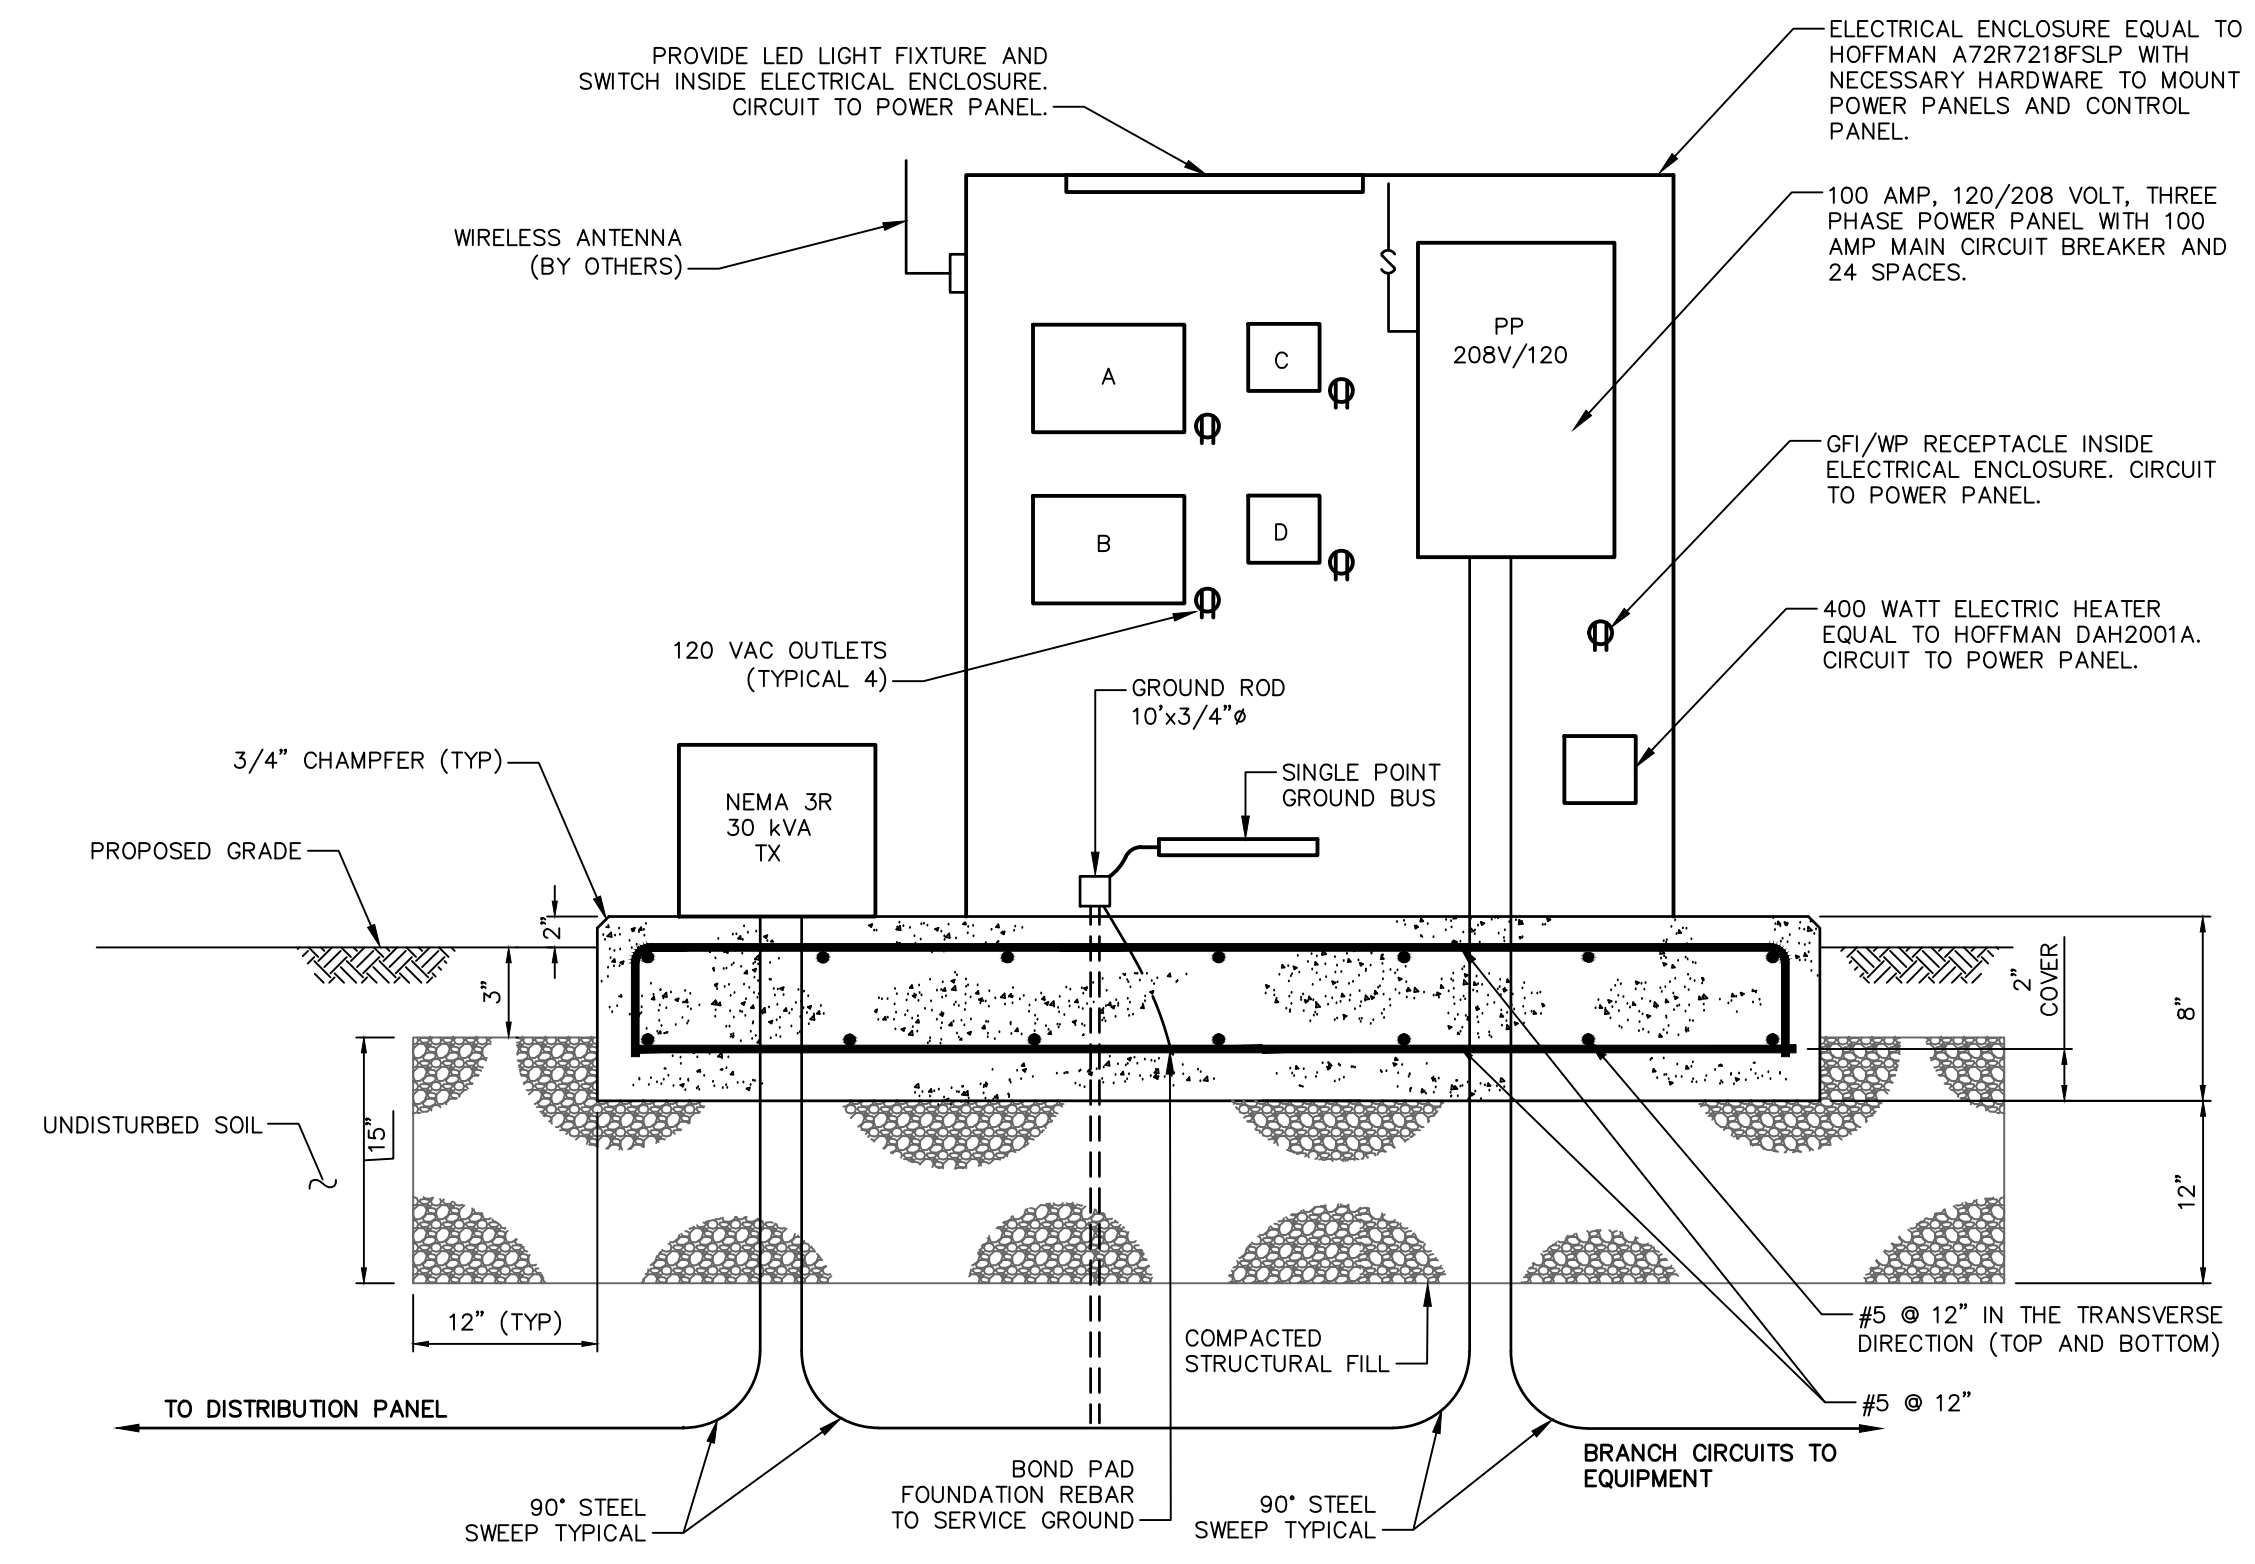 PROVIDE LED LIGHT FIXTURE AND
SWITCH INSIDE ELECTRICAL ENCLOSURE.
CIRCUIT TO POWER PANEL.
ELECTRICAL ENCLOSURE EQUAL TO
HOFFMAN A72R7218FSLP WITH
NECESSARY HARDWARE TO MOUNT
POWER PANELS AND CONTROL
PANEL.
100 AMP, 120/208 VOLT, THREE
PHASE POWER PANEL WITH 100
AMP MAIN CIRCUIT BREAKER AND
24 SPACES.
WIRELESS ANTENNA
(BY OTHERS)
PP
208V/120
A
C
B
D
GFI/WP RECEPTACLE INSIDE
ELECTRICAL ENCLOSURE. CIRCUIT
TO POWER PANEL.
400 WATT ELECTRIC HEATER
EQUAL TO HOFFMAN DAH2001A.
CIRCUIT TO POWER PANEL.
120 VAC OUTLETS
(TYPICAL 4)
GROUND ROD
10'x3/4"ø
3/4" CHAMPFER (TYP)
SINGLE POINT
GROUND BUS
NEMA 3R
30 kVA
TX
PROPOSED GRADE
2"
3"
2"
COVER
8"
UNDISTURBED SOIL
15"
12"
12" (TYP)
COMPACTED
STRUCTURAL FILL
#5 @ 12" IN THE TRANSVERSE
DIRECTION (TOP AND BOTTOM)
#5 @ 12"
TO DISTRIBUTION PANEL
BRANCH CIRCUITS TO
EQUIPMENT
BOND PAD
FOUNDATION REBAR
TO SERVICE GROUND
90° STEEL
SWEEP TYPICAL
90° STEEL
SWEEP TYPICAL